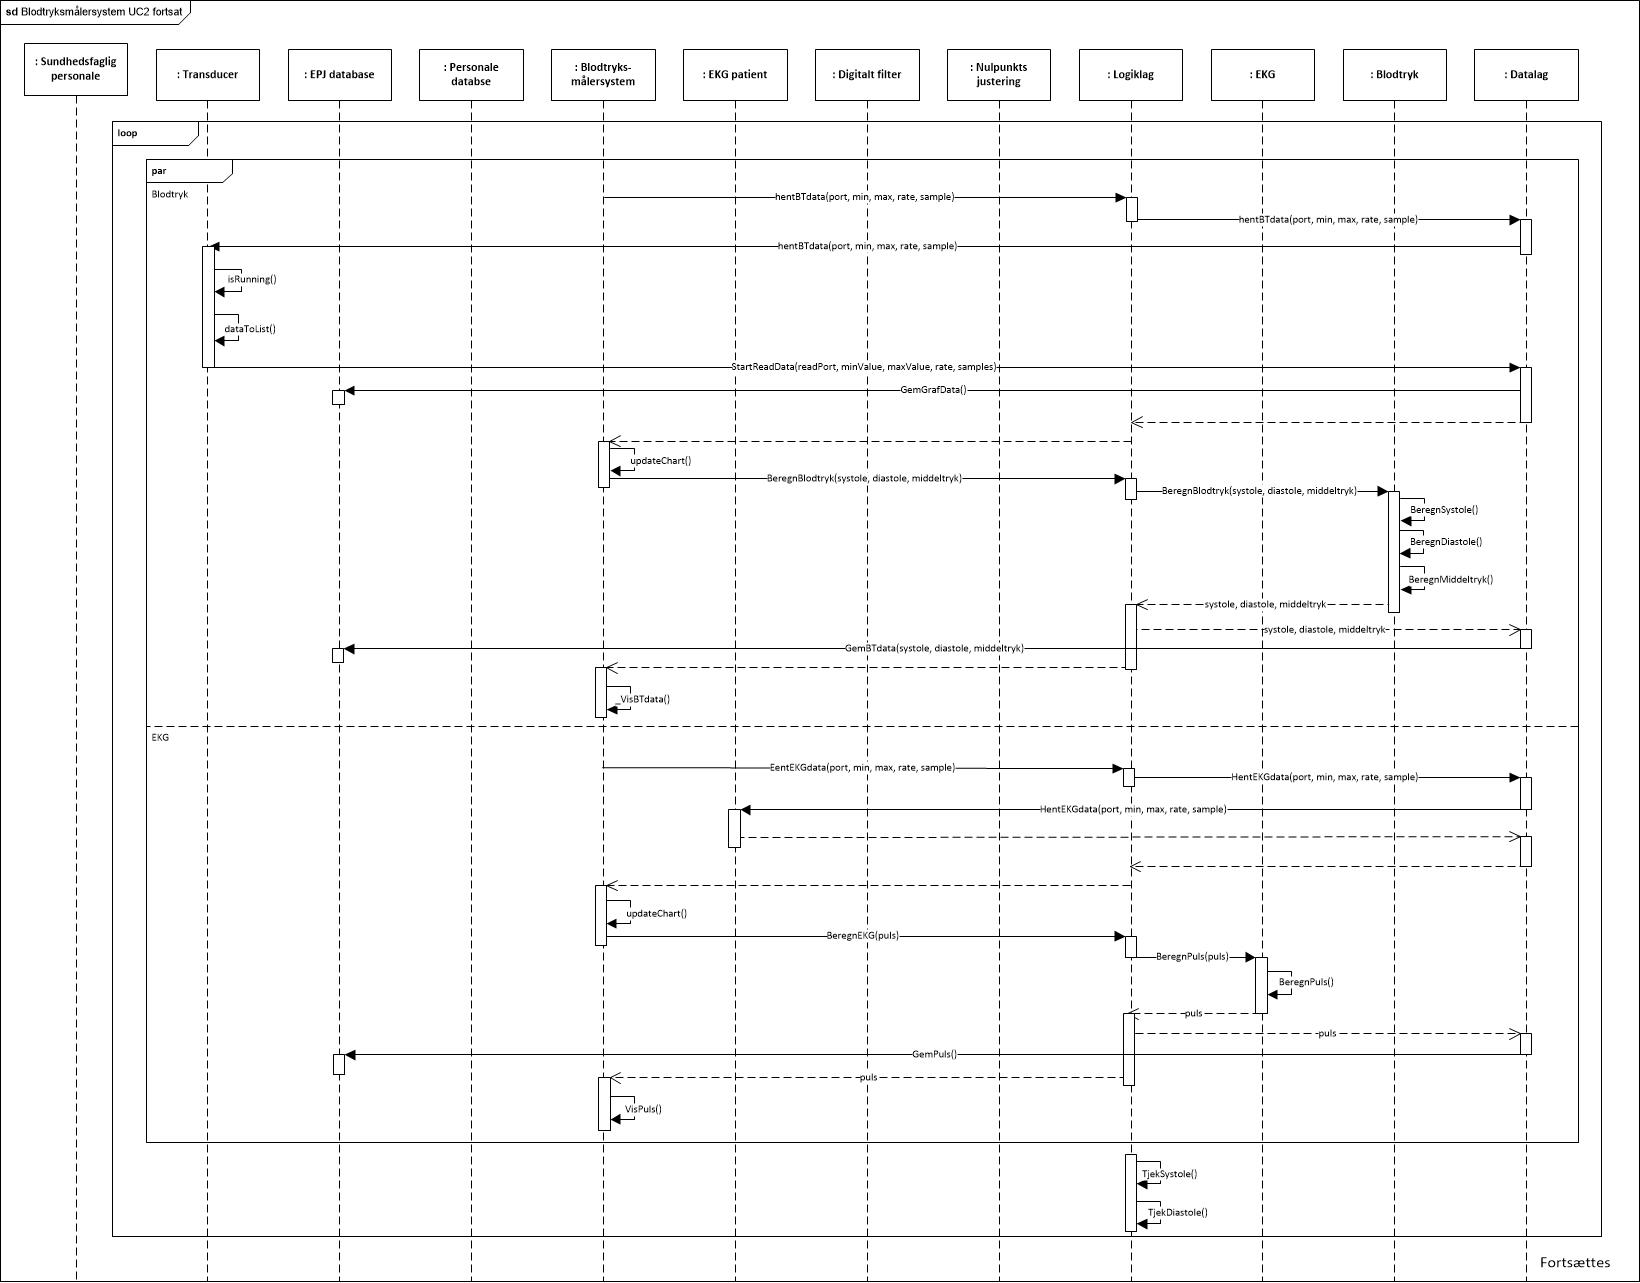 sd Blodtryksmålersystem UC2 fortsat
: Sundhedsfaglig
personale
: Transducer
: EPJ database
: Personale
databse
: Blodtryks-
målersystem
: EKG patient
: Digitalt filter
: Nulpunkts
justering
: Logiklag
: EKG
: Blodtryk
: Datalag
loop
par
Blodtryk
hentBTdata(port, min, max, rate, sample)
hentBTdata(port, min, max, rate, sample)
hentBTdata(port, min, max, rate, sample)
isRunning()
dataToList()
StartReadData(readPort, minValue, maxValue, rate, samples)
GemGrafData()
updateChart()
BeregnBlodtryk(systole, diastole, middeltryk)
BeregnBlodtryk(systole, diastole, middeltryk)
BeregnSystole()
BeregnDiastole()
BeregnMiddeltryk()
systole, diastole, middeltryk
systole, diastole, middeltryk
GemBTdata(systole, diastole, middeltryk)
_VisBTdata()
EKG
EentEKGdata(port, min, max, rate, sample)
HentEKGdata(port, min, max, rate, sample)
HentEKGdata(port, min, max, rate, sample)
updateChart()
BeregnEKG(puls)
BeregnPuls(puls)
BeregnPuls()
puls
puls
GemPuls()
puls
VisPuls()
TjekSystole()
TjekDiastole()
Fortsættes